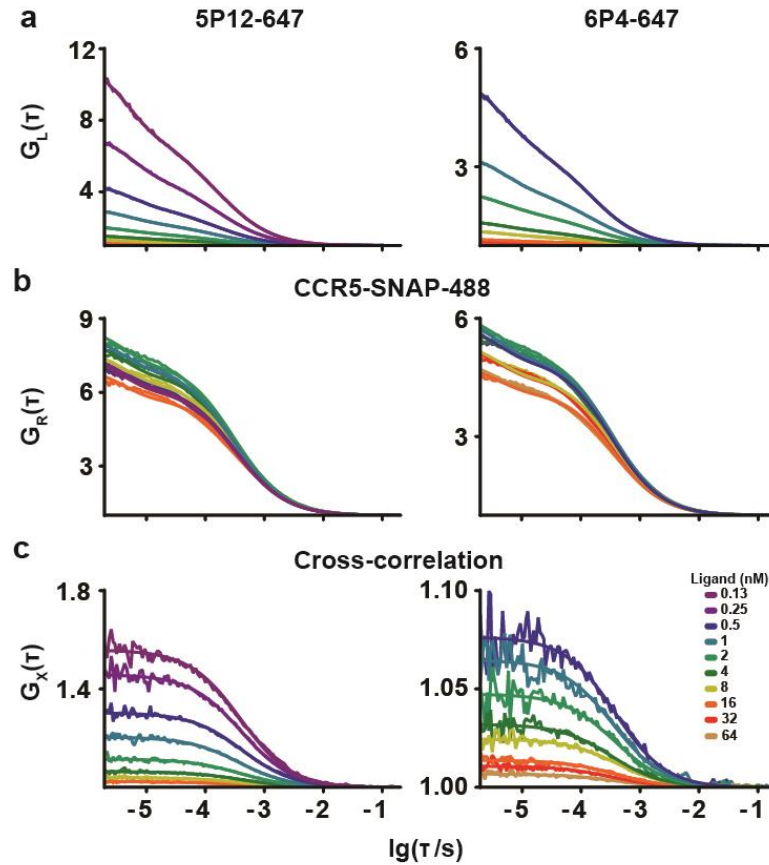 a
5P12-647
6P4-647
12
8
4
G_L(τ)
6
3
b
CCR5-SNAP-488
9
6
3
G_R(τ)
6
3
c
Cross-correlation
1.8
1.4
G_X(τ)
1.10
1.05
1.00
Ligand (nM)
0.13
0.25
0.5
1
2
4
8
16
32
64
-5 -4 -3 -2 -1
-5 -4 -3 -2 -1
lg(τ/s)